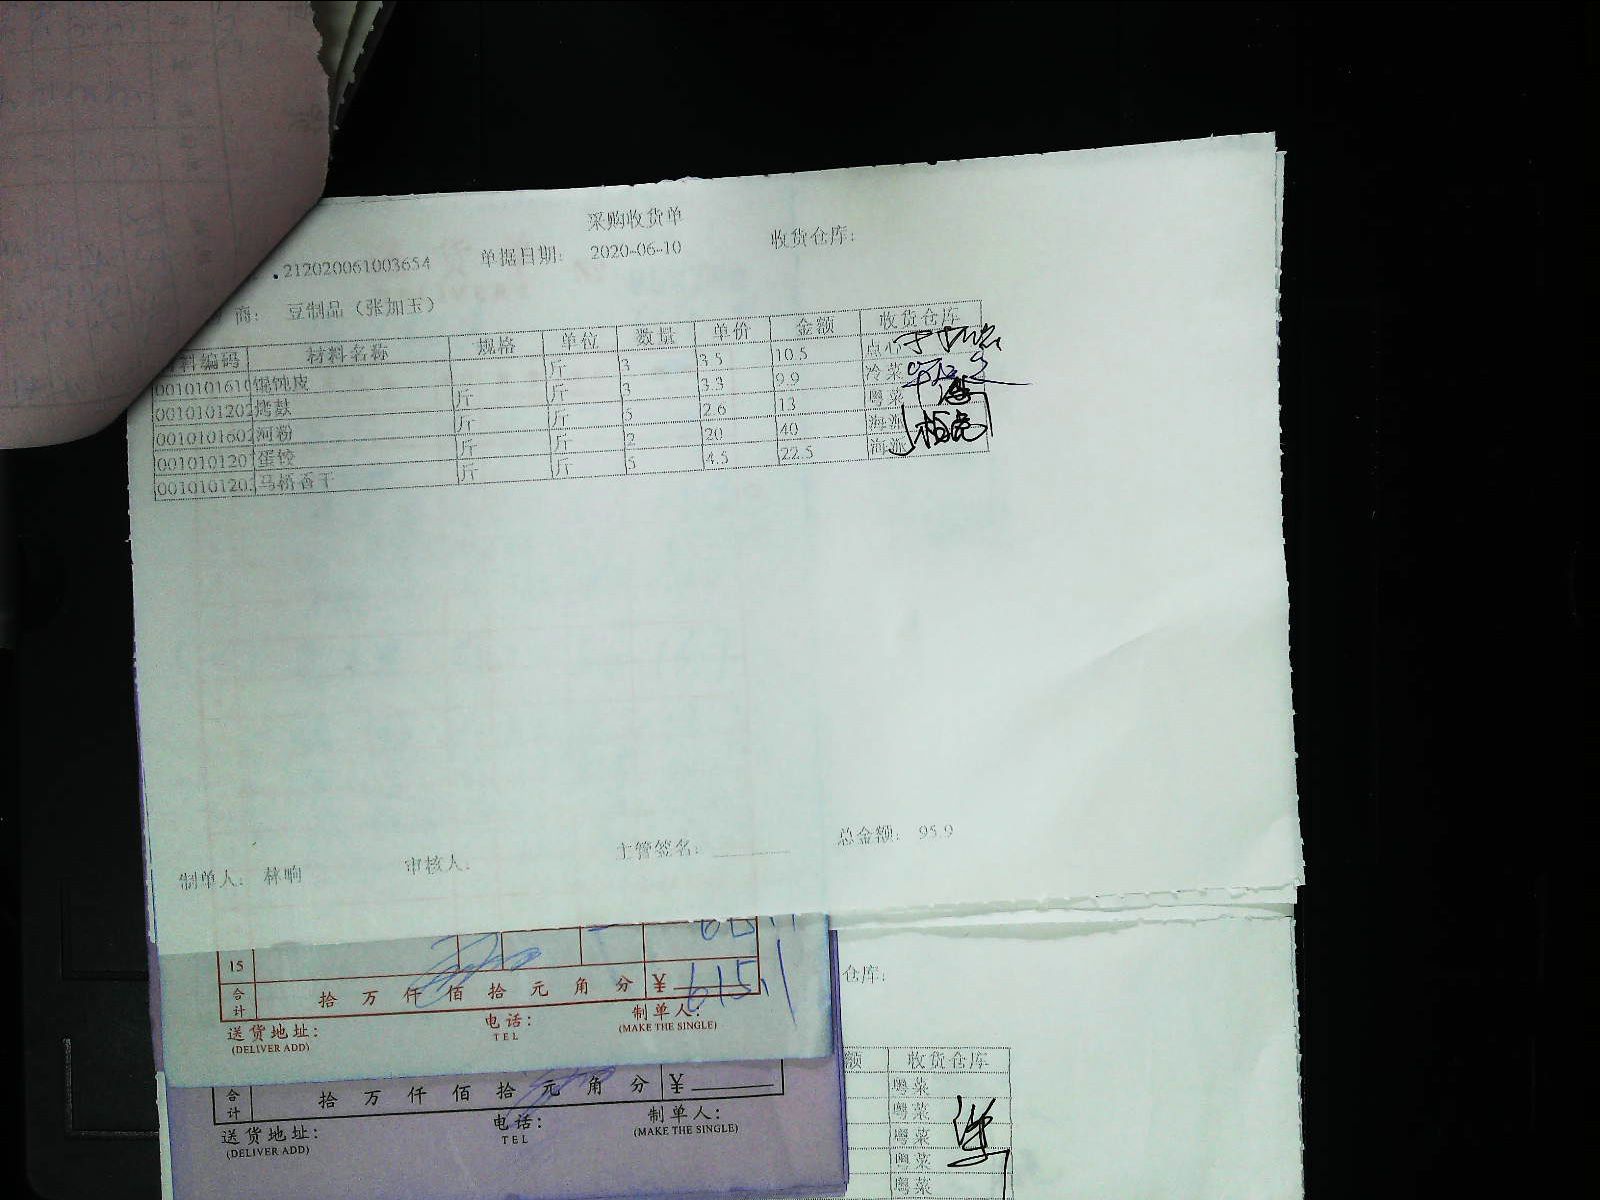 采购收货单
.212020061003654 单据日期: 2020-06-10 收货仓库:
商: 豆制品（张加玉）
料编码 材料名称 规格 单位 数量 单价 金额 收货仓库
0010101610 馄饨皮 斤 3 3.5 10.5 点心
0010101202 烤麸 斤 斤 3 3.3 9.9 冷菜
0010101602 河粉 斤 斤 5 2.6 13 粤菜
001010120 蛋饺 斤 斤 2 20 40 海派
001010120 马桥香干 斤 斤 5 4.5 22.5 海派
制单人: 林响 审核人: 主管签名: 总金额: 95.9
15
合计 拾 万 仟 佰 拾 元 角 分 ¥ 615.1
送货地址: 电话: 制单人:
(DELIVER ADD) TEL (MAKE THE SINGLE)
合计 拾 万 仟 佰 拾 元 角 分 ¥
送货地址: 电话: 制单人:
(DELIVER ADD) TEL (MAKE THE SINGLE)
仓库:
额 收货仓库
粤菜
粤菜
粤菜
粤菜
粤菜